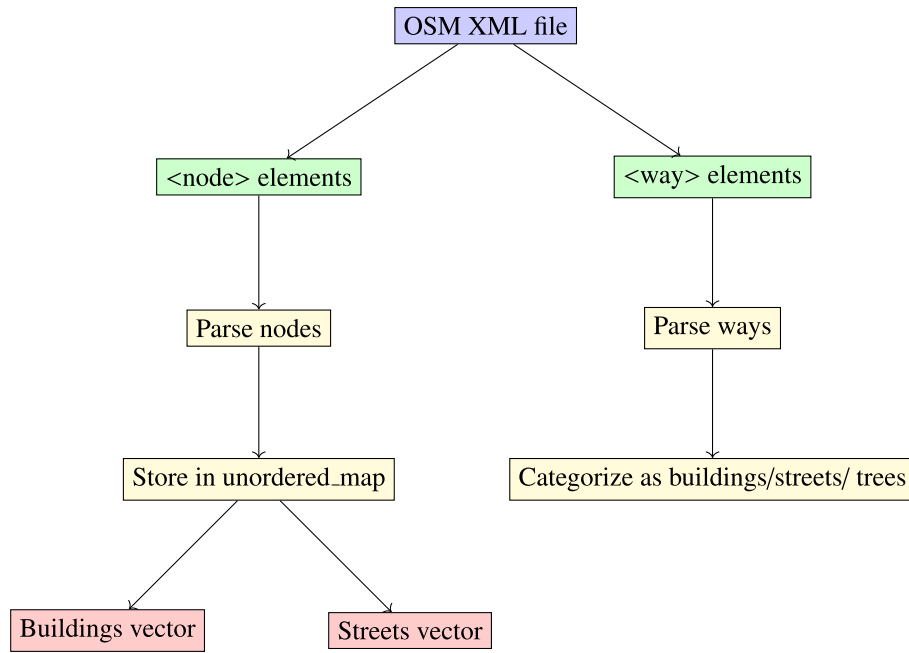 OSM XML file
<node> elements
<way> elements
Parse nodes
Parse ways
Store in unordered_map
Categorize as buildings/streets/ trees
Buildings vector
Streets vector